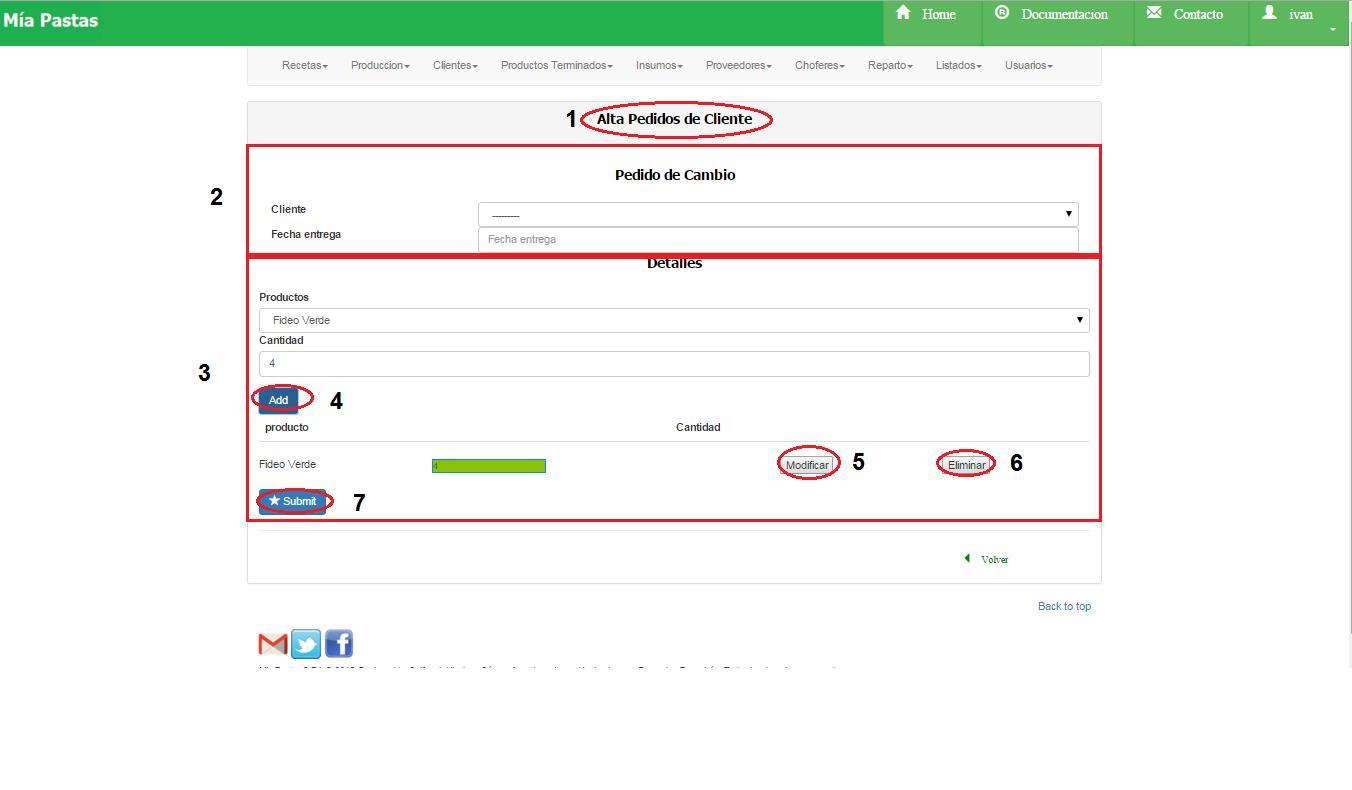 Mía Pastas
Home Documentacion Contacto ivan
Recetas Produccion Clientes Productos Terminados Insumos Proveedores Choferes Reparto Listados Usuarios
1 Alta Pedidos de Cliente
Pedido de Cambio
2
Cliente ---------
Fecha entrega Fecha entrega
Detalles
Productos
Fideo Verde
Cantidad
4
3
Add 4
producto Cantidad
Fideo Verde 4 Modificar 5 Eliminar 6
Submit 7
Volver
Back to top